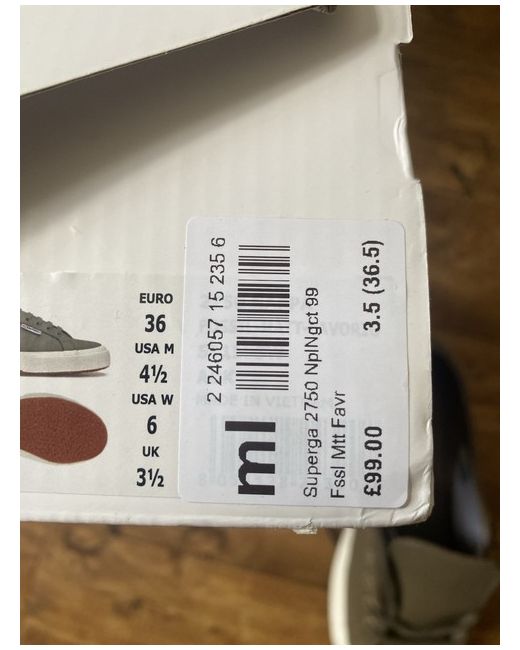 EURO
36
USA M
4½
USA W
6
UK
3½
2 246057 15 235 6
ml
Superga 2750 NplNgct 99
Fssl Mtt Favr
3.5 (36.5)
£99.00